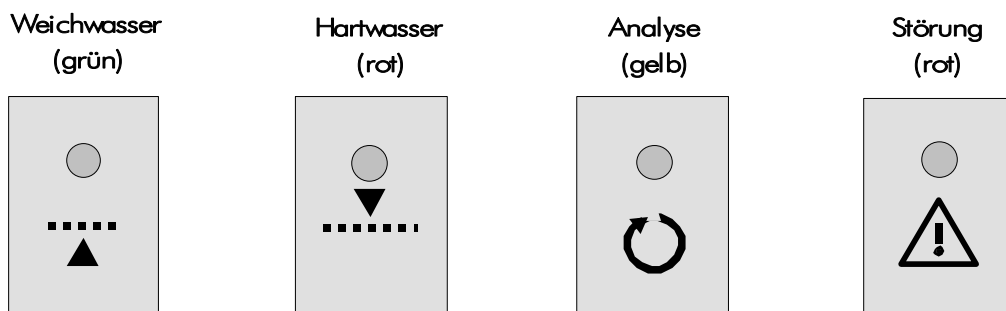 Weichwasser
(grün)
Hartwasser
(rot)
Analyse
(gelb)
Störung
(rot)